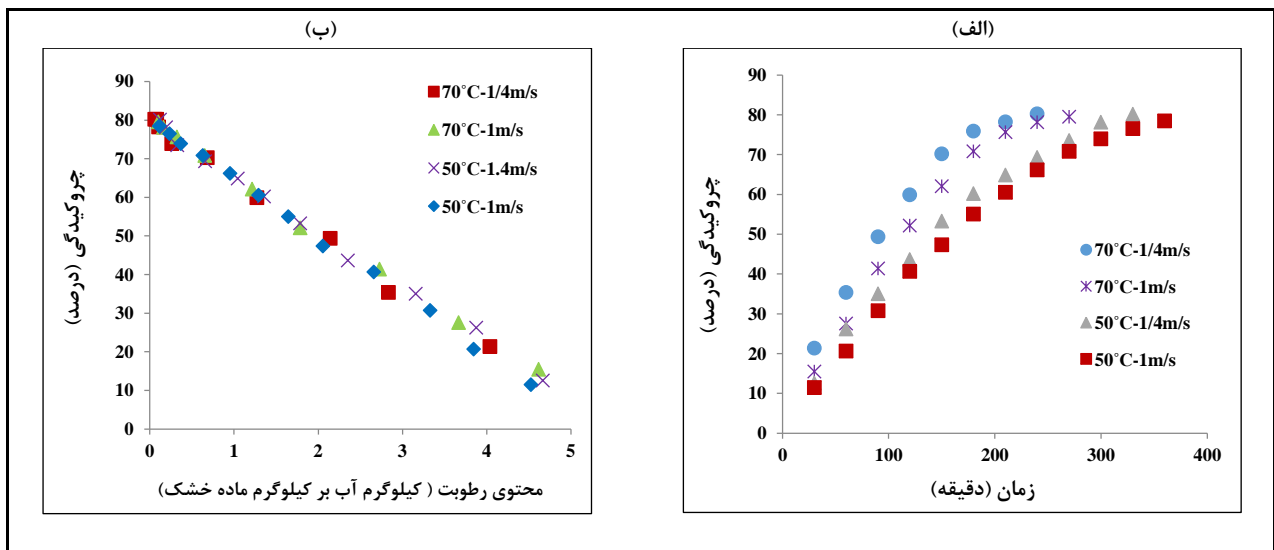 (الف)
90
80
70
60
50
40
30
20
10
0
چروکیدگی (درصد)
70˚C-1/4m/s
70˚C-1m/s
50˚C-1/4m/s
50˚C-1m/s
0 100 200 300 400
زمان (دقیقه)
(ب)
90
80
70
60
50
40
30
20
10
0
چروکیدگی (درصد)
70˚C-1/4m/s
70˚C-1m/s
50˚C-1.4m/s
50˚C-1m/s
0 1 2 3 4 5
محتوی رطوبت ( کیلوگرم آب بر کیلوگرم ماده خشک)